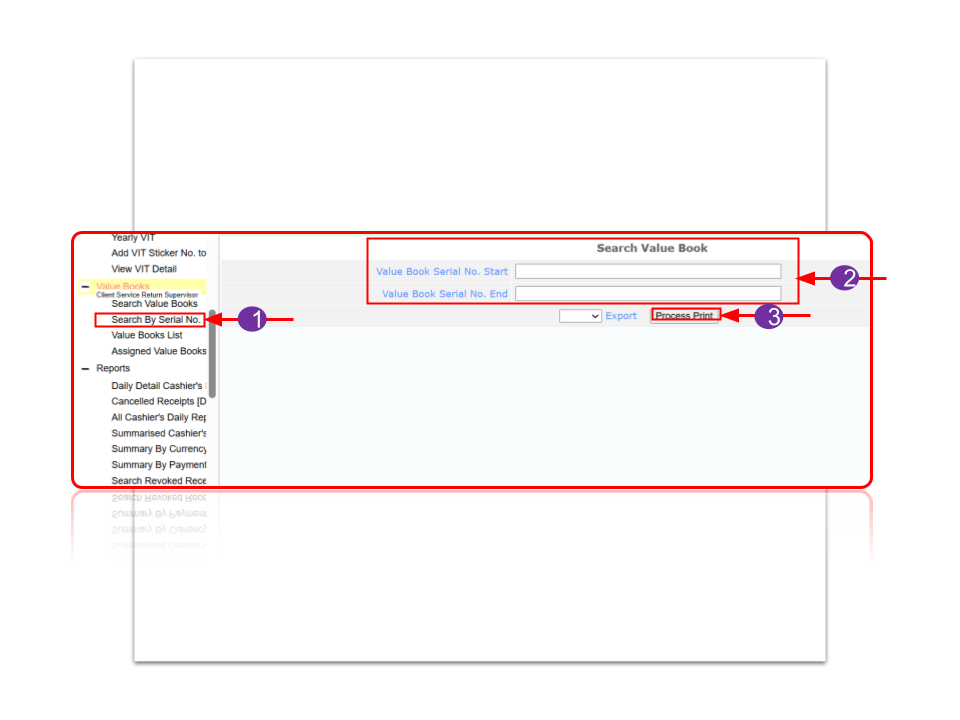 Yearly VIT
Add VIT Sticker No. to
View VIT Detail
Value Books
Client Service Return Supervisor
Search Value Books
Search By Serial No.
1
Value Books List
Assigned Value Books
Reports
Daily Detail Cashier's
Cancelled Receipts [D
All Cashier's Daily Rep
Summarised Cashier's
Summary By Currency
Summary By Payment
Search Revoked Rece
Search Value Book
Value Book Serial No. Start
2
Value Book Serial No. End
Export
Process Print
3